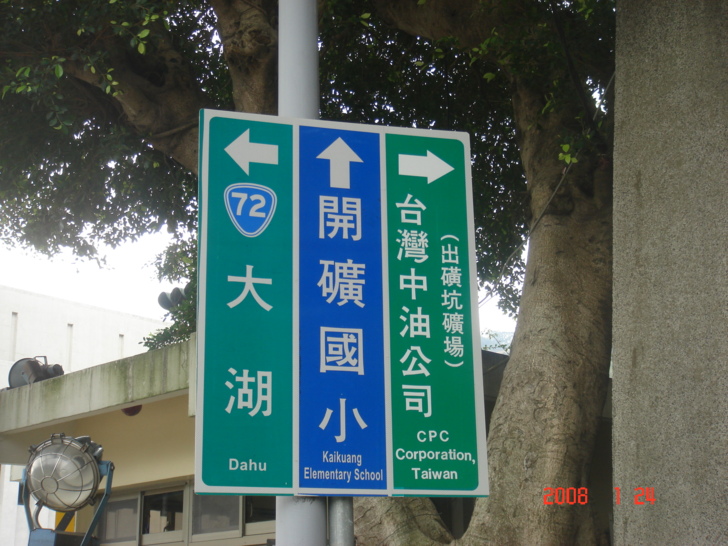 72
大湖
Dahu
開礦國小
Kaikuang
Elementary School
台灣中油公司
(出磺坑礦場)
CPC
Corporation,
Taiwan
2008 1 24